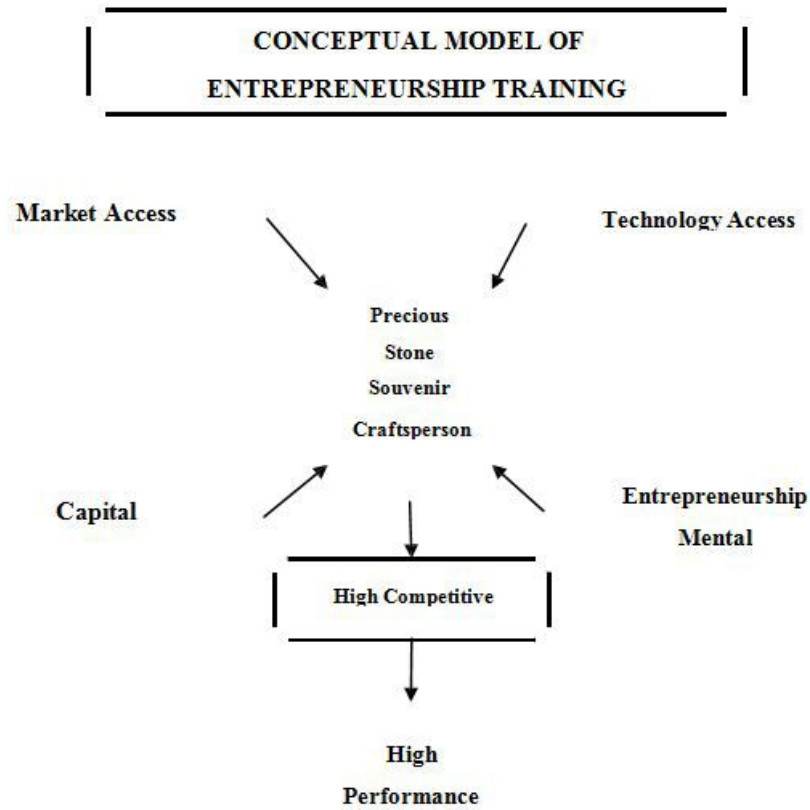 CONCEPTUAL MODEL OF
ENTREPRENEURSHIP TRAINING
Market Access
Technology Access
Precious
Stone
Souvenir
Craftsperson
Capital
Entrepreneurship
Mental
High Competitive
High
Performance